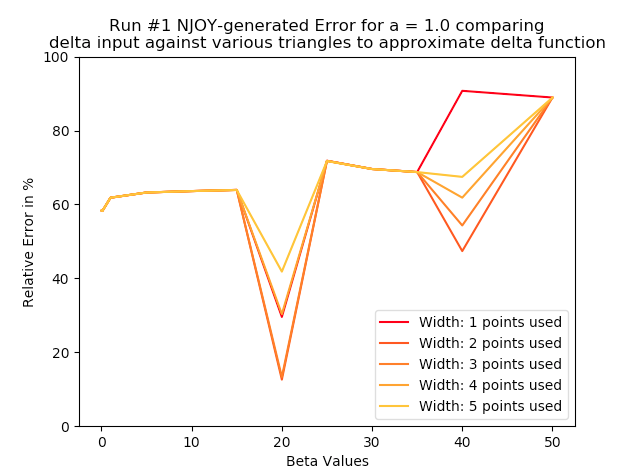 Run #1 NJOY-generated Error for a = 1.0 comparing
delta input against various triangles to approximate delta function
100
80
60
40
20
0
Relative Error in %
Width: 1 points used
Width: 2 points used
Width: 3 points used
Width: 4 points used
Width: 5 points used
0 10 20 30 40 50
Beta Values